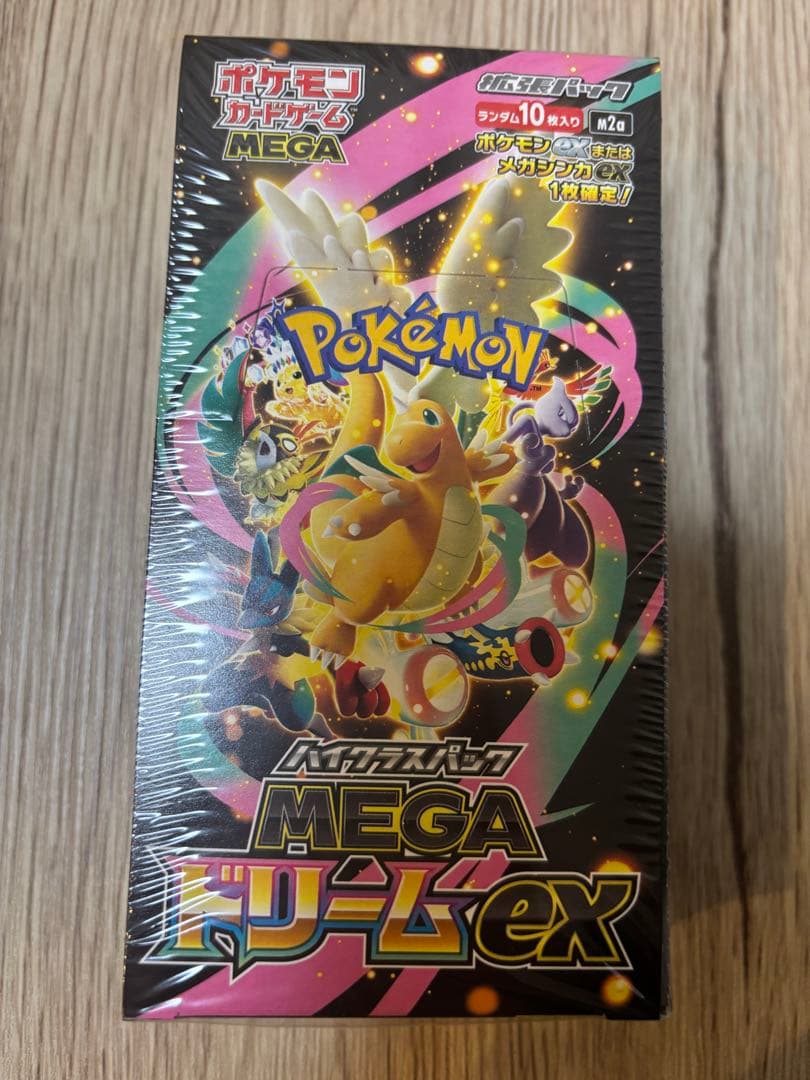 ポケモン
カードゲーム™
MEGA
拡張パック
ランダム10枚入り M2a
ポケモンexまたは
メガシンカex
1枚確定!
POKÉMON
TM
ハイクラスパック
MEGA
ドリームex